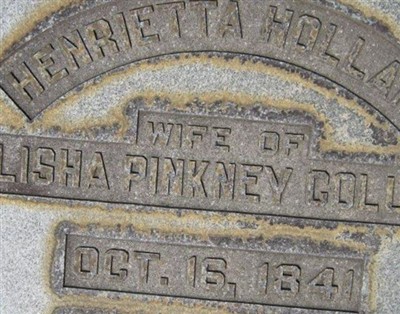 HENRIETTA HOLLA
WIFE OF
LISHA PINKNEY COLL
OCT. 16, 1841